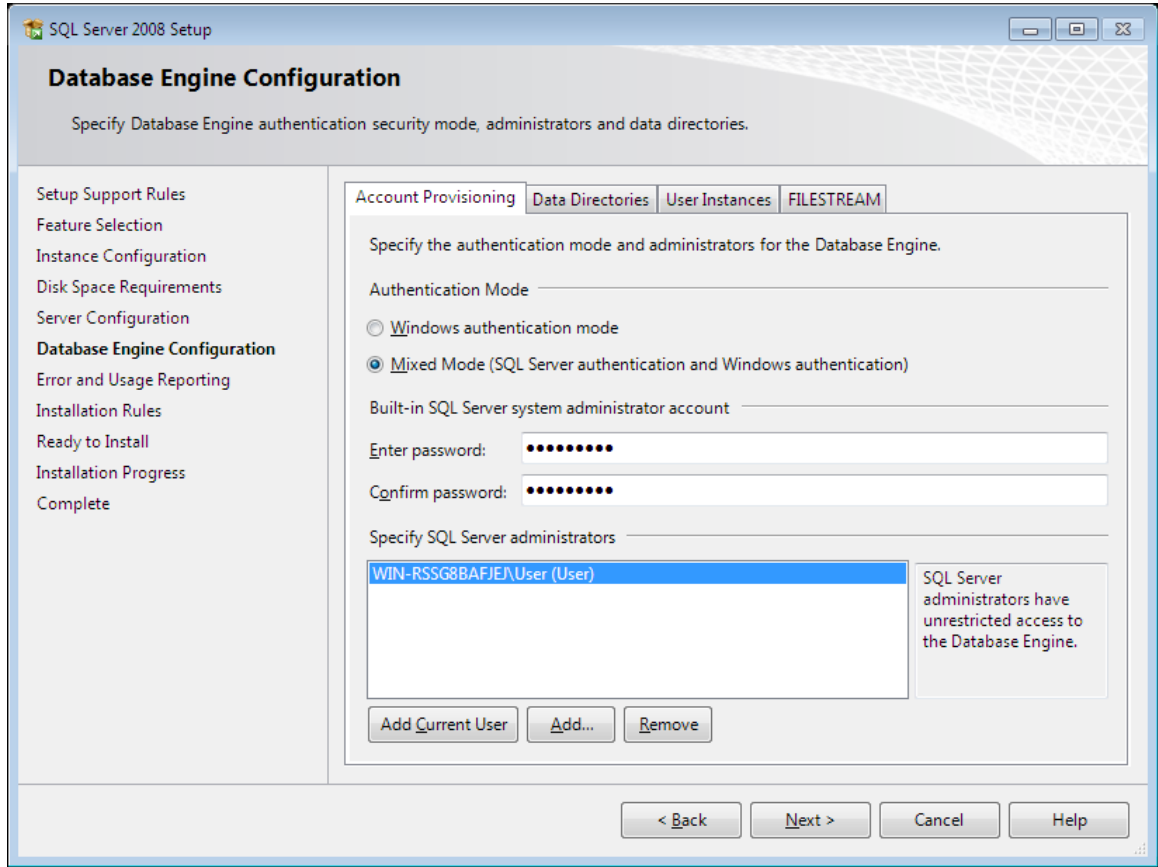 SQL Server 2008 Setup
Database Engine Configuration
Specify Database Engine authentication security mode, administrators and data directories.
Setup Support Rules
Feature Selection
Instance Configuration
Disk Space Requirements
Server Configuration
Database Engine Configuration
Error and Usage Reporting
Installation Rules
Ready to Install
Installation Progress
Complete
Account Provisioning
Data Directories
User Instances
FILESTREAM
Specify the authentication mode and administrators for the Database Engine.
Authentication Mode
Windows authentication mode
Mixed Mode (SQL Server authentication and Windows authentication)
Built-in SQL Server system administrator account
Enter password: •••••••••
Confirm password: •••••••••
Specify SQL Server administrators
WIN-RSSG8BAFJEJ\User (User)
SQL Server
administrators have
unrestricted access to
the Database Engine.
Add Current User
Add...
Remove
< Back
Next >
Cancel
Help